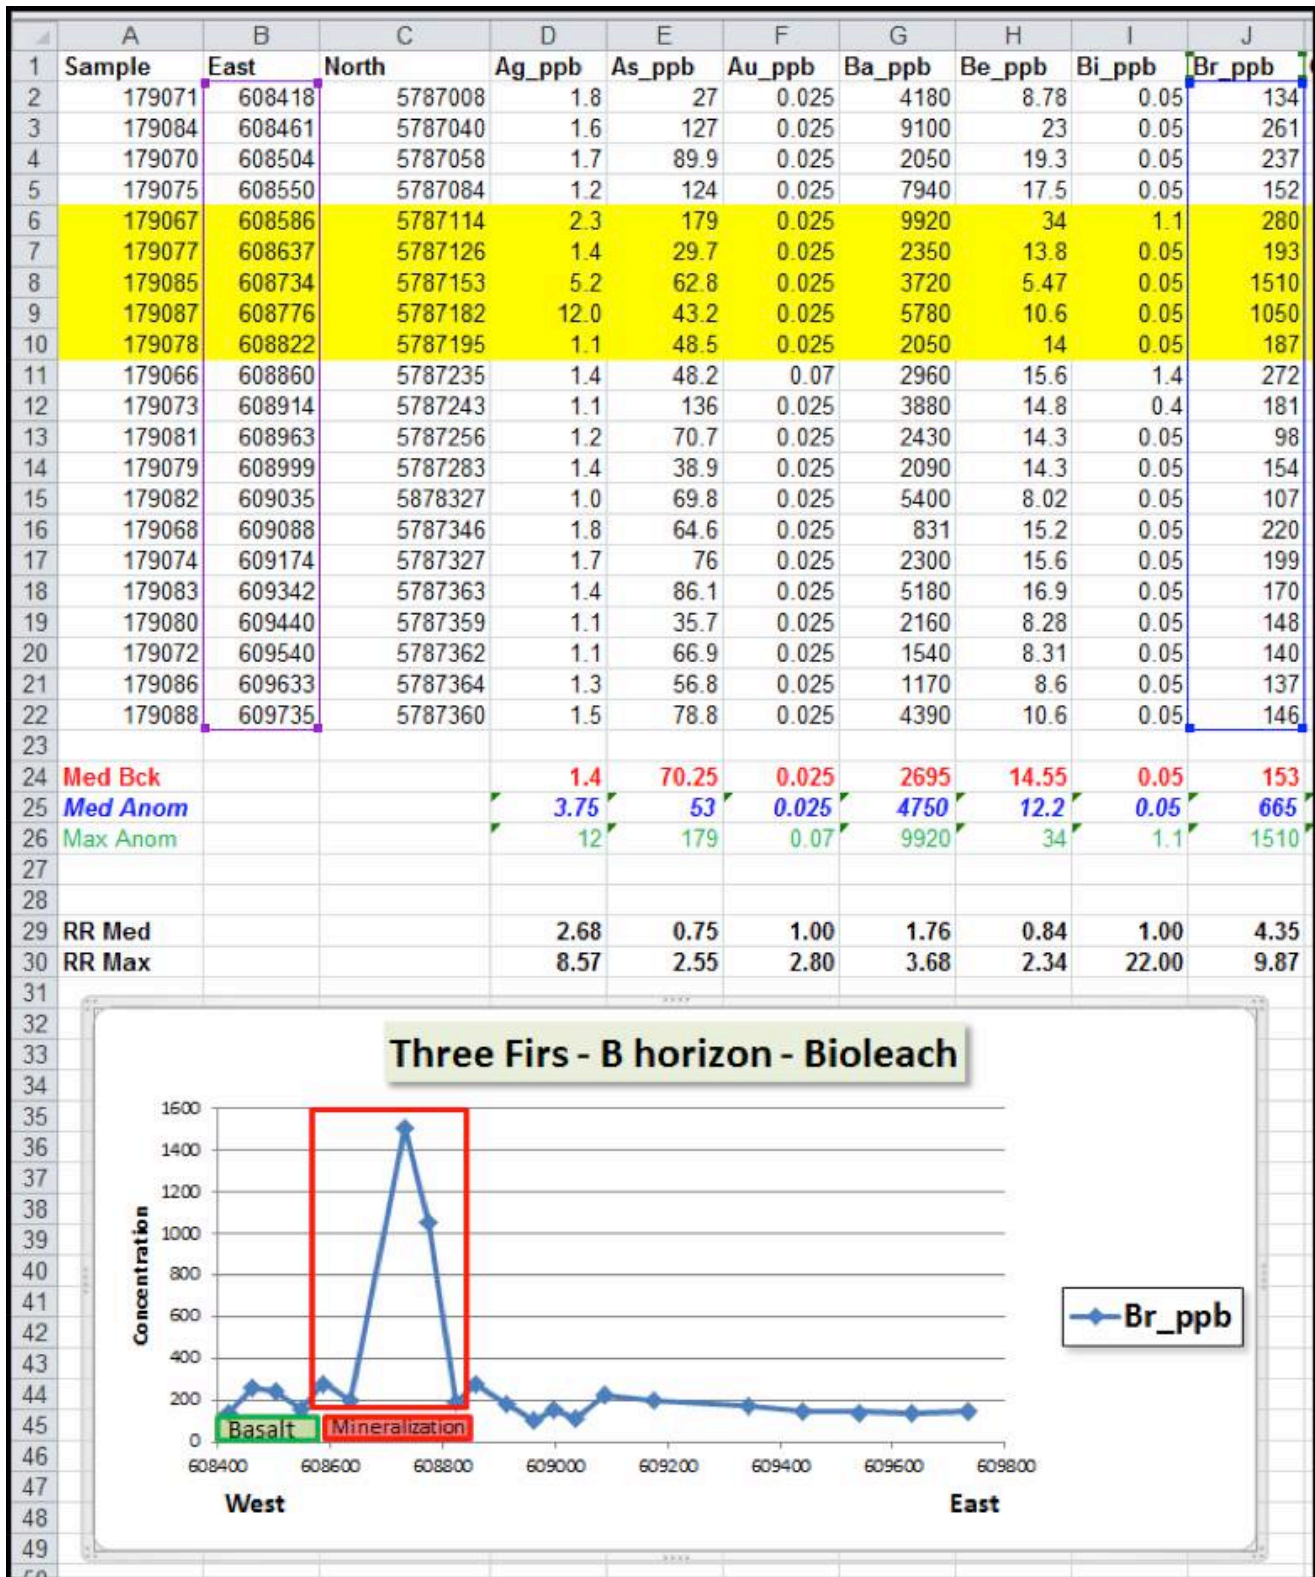 A B C D E F G H I J
1 Sample East North Ag_ppb As_ppb Au_ppb Ba_ppb Be_ppb Bi_ppb Br_ppb
2 179071 608418 5787008 1.8 27 0.025 4180 8.78 0.05 134
3 179084 608461 5787040 1.6 127 0.025 9100 23 0.05 261
4 179070 608504 5787058 1.7 89.9 0.025 2050 19.3 0.05 237
5 179075 608550 5787084 1.2 124 0.025 7940 17.5 0.05 152
6 179067 608586 5787114 2.3 179 0.025 9920 34 1.1 280
7 179077 608637 5787126 1.4 29.7 0.025 2350 13.8 0.05 193
8 179085 608734 5787153 5.2 62.8 0.025 3720 5.47 0.05 1510
9 179087 608776 5787182 12.0 43.2 0.025 5780 10.6 0.05 1050
10 179078 608822 5787195 1.1 48.5 0.025 2050 14 0.05 187
11 179066 608860 5787235 1.4 48.2 0.07 2960 15.6 1.4 272
12 179073 608914 5787243 1.1 136 0.025 3880 14.8 0.4 181
13 179081 608963 5787256 1.2 70.7 0.025 2430 14.3 0.05 98
14 179079 608999 5787283 1.4 38.9 0.025 2090 14.3 0.05 154
15 179082 609035 5878327 1.0 69.8 0.025 5400 8.02 0.05 107
16 179068 609088 5787346 1.8 64.6 0.025 831 15.2 0.05 220
17 179074 609174 5787327 1.7 76 0.025 2300 15.6 0.05 199
18 179083 609342 5787363 1.4 86.1 0.025 5180 16.9 0.05 170
19 179080 609440 5787359 1.1 35.7 0.025 2160 8.28 0.05 148
20 179072 609540 5787362 1.1 66.9 0.025 1540 8.31 0.05 140
21 179086 609633 5787364 1.3 56.8 0.025 1170 8.6 0.05 137
22 179088 609735 5787360 1.5 78.8 0.025 4390 10.6 0.05 146
23
24 Med Bck 1.4 70.25 0.025 2695 14.55 0.05 153
25 Med Anom 3.75 53 0.025 4750 12.2 0.05 665
26 Max Anom 12 179 0.07 9920 34 1.1 1510
27
28
29 RR Med 2.68 0.75 1.00 1.76 0.84 1.00 4.35
30 RR Max 8.57 2.55 2.80 3.68 2.34 22.00 9.87
31
32
33
34
35
36
37
38
39
40
41
42
43
44
45
46
47
48
49
Three Firs - B horizon - Bioleach
1600
1400
1200
1000
800
600
400
200
0
Concentration
Br_ppb
Basalt Mineralization
608400 608600 608800 609000 609200 609400 609600 609800
West East